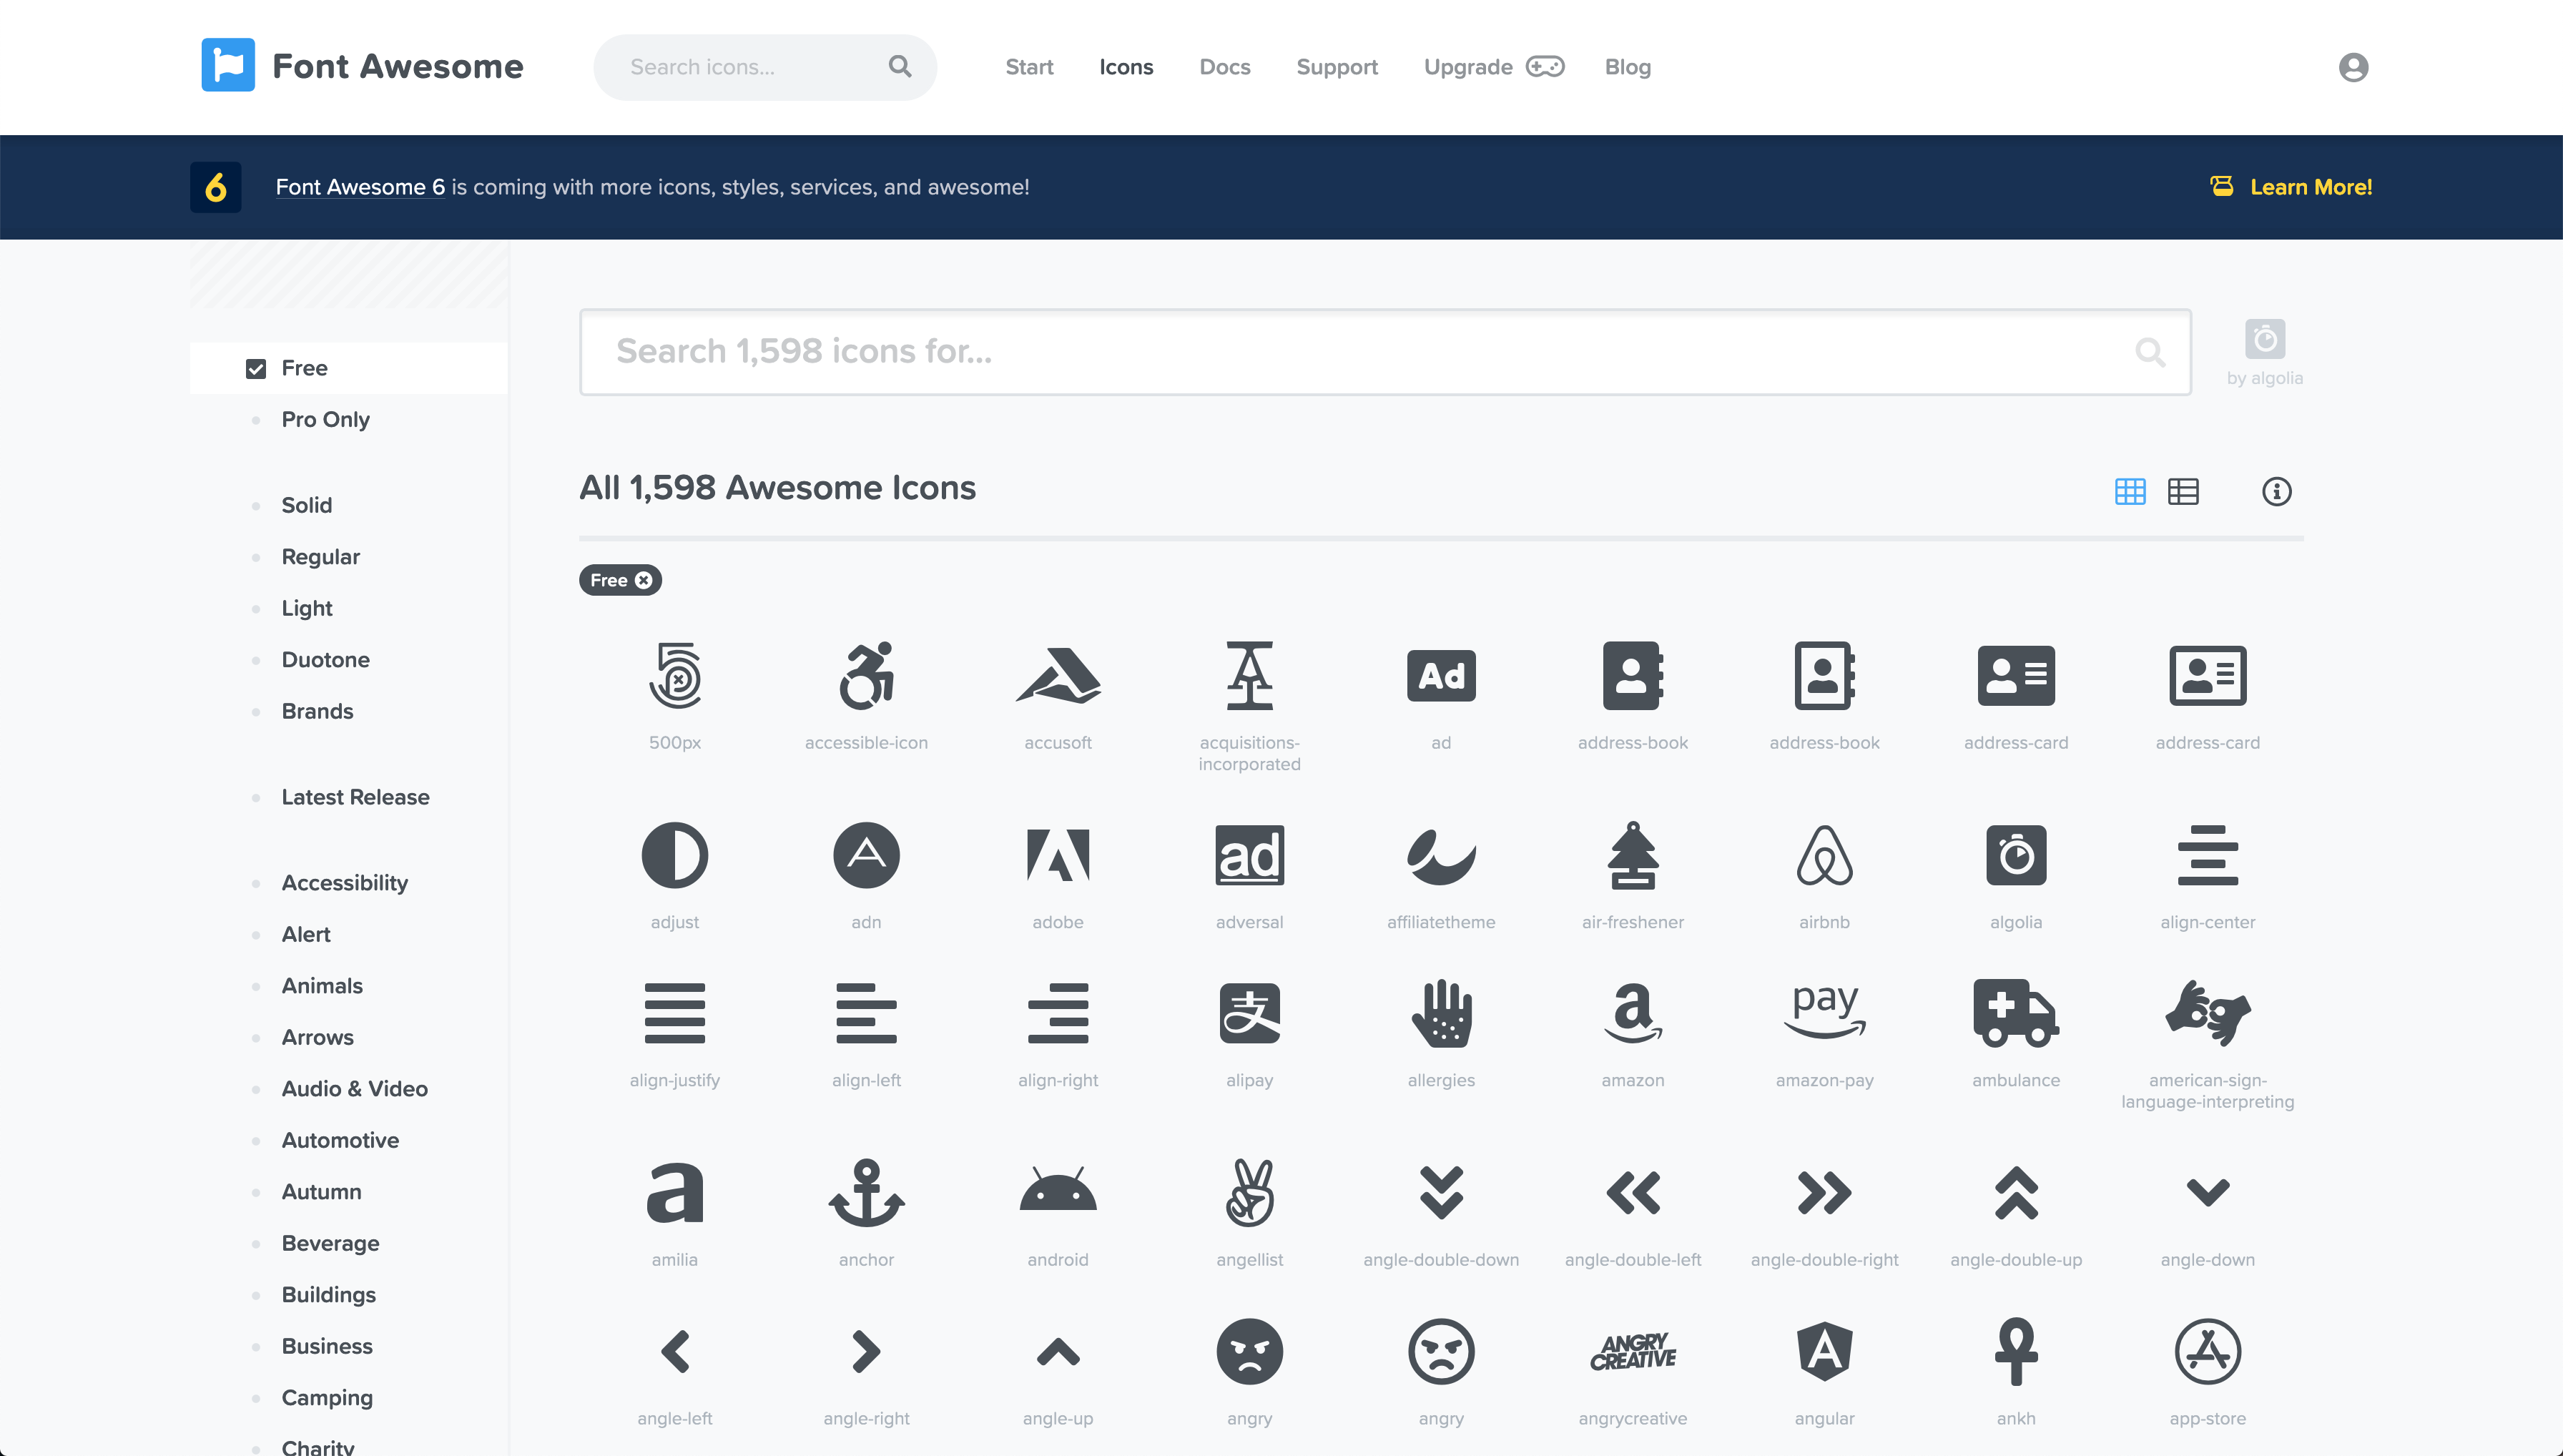 Font Awesome
Search icons...
Start
Icons
Docs
Support
Upgrade
Blog
6
Font Awesome 6 is coming with more icons, styles, services, and awesome!
Learn More!
Free
Pro Only
Solid
Regular
Light
Duotone
Brands
Latest Release
Accessibility
Alert
Animals
Arrows
Audio & Video
Automotive
Autumn
Beverage
Buildings
Business
Camping
Charity
Search 1,598 icons for...
by algolia
All 1,598 Awesome Icons
Free
500px
accessible-icon
accusoft
acquisitions-
incorporated
Ad
ad
address-book
address-book
address-card
address-card
adjust
adn
adobe
ad
adversal
affiliatetheme
air-freshener
airbnb
algolia
align-center
align-justify
align-left
align-right
支
alipay
allergies
a
amazon
pay
amazon-pay
ambulance
american-sign-
language-interpreting
a
amilia
anchor
android
angellist
angle-double-down
angle-double-left
angle-double-right
angle-double-up
angle-down
angle-left
angle-right
angle-up
angry
angry
ANGRY
CREATIVE
angrycreative
A
angular
ankh
app-store